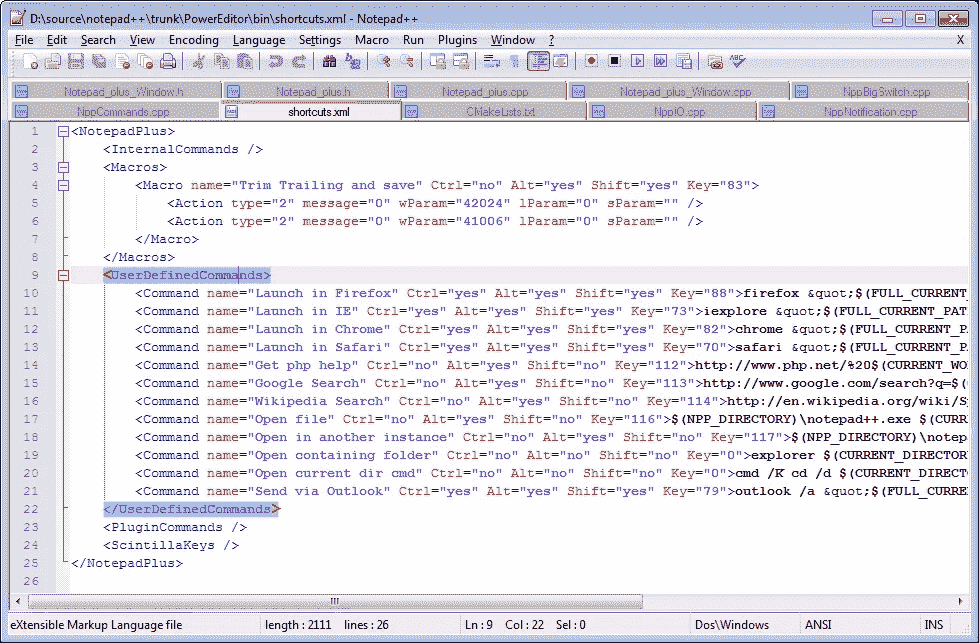 D:\source\notepad++\trunk\PowerEditor\bin\shortcuts.xml - Notepad++
File Edit Search View Encoding Language Settings Macro Run Plugins Window ? X
Notepad_plus_Window.h Notepad_plus.h Notepad_plus.cpp Notepad_plus_Window.cpp NppBigSwitch.cpp
NppCommands.cpp shortcuts.xml CMakeLists.txt NppIO.cpp NppNotification.cpp
1 <NotepadPlus>
2 <InternalCommands />
3 <Macros>
4 <Macro name="Trim Trailing and save" Ctrl="no" Alt="yes" Shift="yes" Key="83">
5 <Action type="2" message="0" wParam="42024" lParam="0" sParam="" />
6 <Action type="2" message="0" wParam="41006" lParam="0" sParam="" />
7 </Macro>
8 </Macros>
9 <UserDefinedCommands>
10 <Command name="Launch in Firefox" Ctrl="yes" Alt="yes" Shift="yes" Key="88">firefox &quot;$(FULL_CURRENT
11 <Command name="Launch in IE" Ctrl="yes" Alt="yes" Shift="yes" Key="73">iexplore &quot;$(FULL_CURRENT_PAT
12 <Command name="Launch in Chrome" Ctrl="yes" Alt="yes" Shift="yes" Key="82">chrome &quot;$(FULL_CURRENT_P
13 <Command name="Launch in Safari" Ctrl="yes" Alt="yes" Shift="yes" Key="70">safari &quot;$(FULL_CURRENT_P
14 <Command name="Get php help" Ctrl="no" Alt="yes" Shift="no" Key="112">http://www.php.net/%20$(CURRENT_WO
15 <Command name="Google Search" Ctrl="no" Alt="yes" Shift="no" Key="113">http://www.google.com/search?q=$(
16 <Command name="Wikipedia Search" Ctrl="no" Alt="yes" Shift="no" Key="114">http://en.wikipedia.org/wiki/S
17 <Command name="Open file" Ctrl="no" Alt="yes" Shift="no" Key="116">$(NPP_DIRECTORY)\notepad++.exe $(CURR
18 <Command name="Open in another instance" Ctrl="no" Alt="yes" Shift="no" Key="117">$(NPP_DIRECTORY)\notep
19 <Command name="Open containing folder" Ctrl="no" Alt="no" Shift="no" Key="0">explorer $(CURRENT_DIRECTOR
20 <Command name="Open current dir cmd" Ctrl="no" Alt="no" Shift="no" Key="0">cmd /K cd /d $(CURRENT_DIRECT
21 <Command name="Send via Outlook" Ctrl="yes" Alt="yes" Shift="yes" Key="79">outlook /a &quot;$(FULL_CURRE
22 </UserDefinedCommands>
23 <PluginCommands />
24 <ScintillaKeys />
25 </NotepadPlus>
26
eXtensible Markup Language file length : 2111 lines : 26 Ln : 9 Col : 22 Sel : 0 Dos\Windows ANSI INS